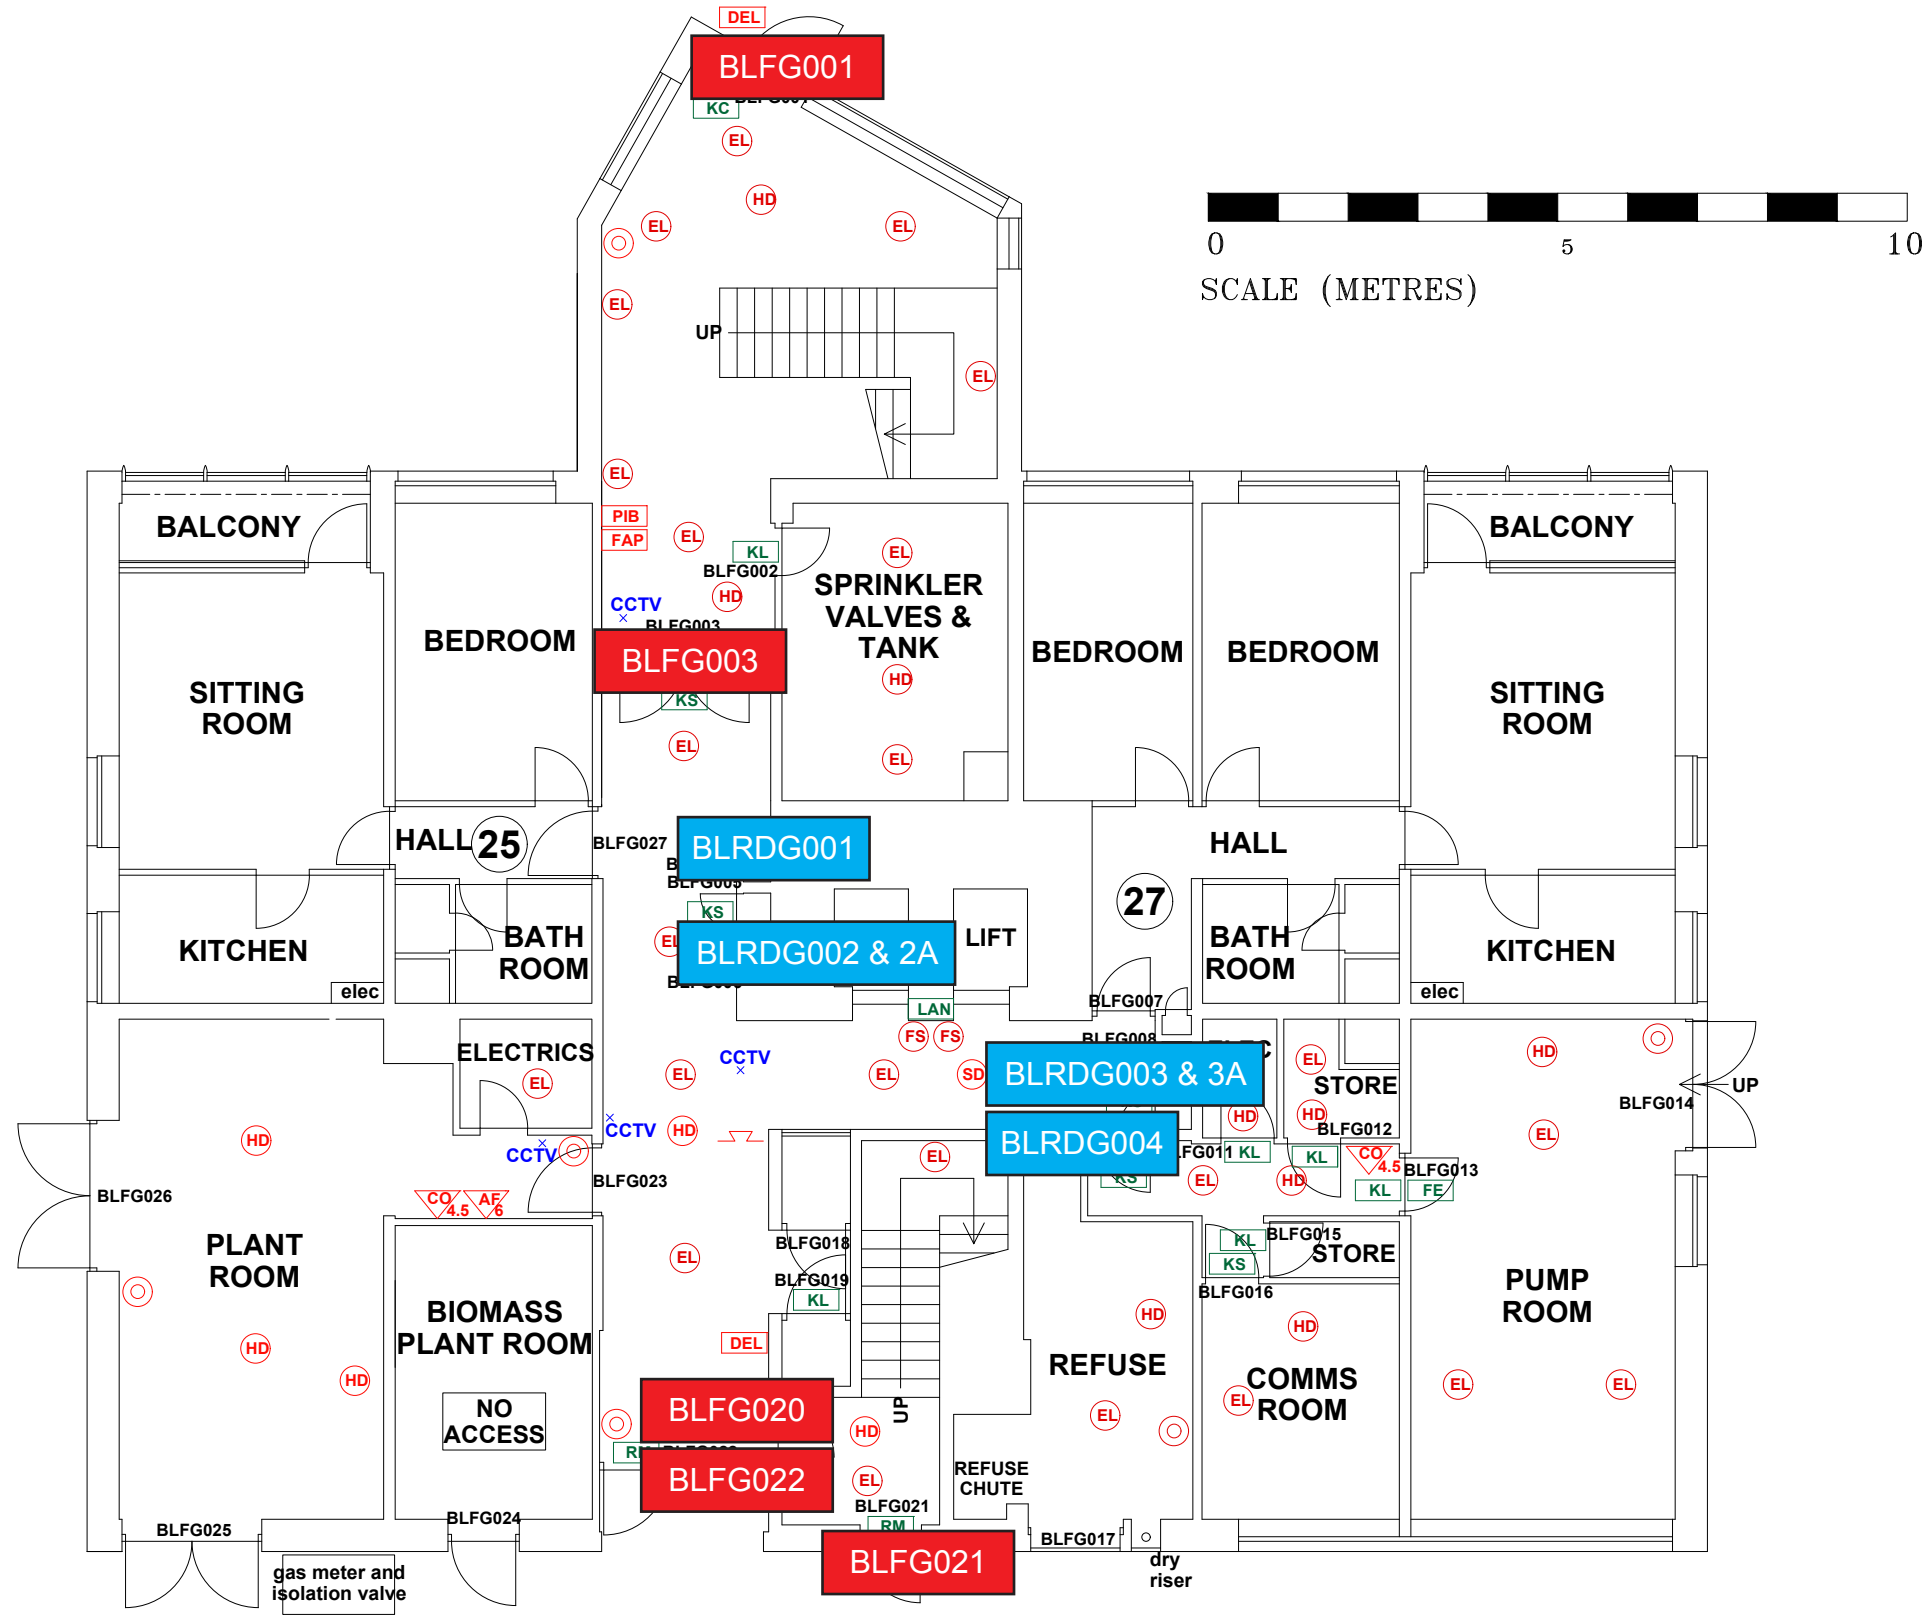 DEL
BLFG001
KC
EL
HD
EL
EL
0
5
10
SCALE (METRES)
EL
UP
EL
EL
PIB
FAP
EL
KL
BLFG002
HD
CCTV
BLFG003
BLFG003
KS
EL
BALCONY
SITTING
ROOM
BEDROOM
SPRINKLER
VALVES &
TANK
EL
HD
EL
BEDROOM
BEDROOM
BALCONY
SITTING
ROOM
HALL
25
BLFG027
BLRDG001
BLFG005
KS
EL
BLRDG002 & 2A
LIFT
HALL
27
KITCHEN
elec
BATH
ROOM
BATH
ROOM
KITCHEN
elec
LAN
FS
FS
BLFG007
BLFG008
ELECTRICS
EL
CCTV
EL
EL
SD
BLRDG003 & 3A
EL
STORE
HD
HD
BLFG012
HD
EL
UP
BLFG014
HD
CCTV
CCTV
HD
BLFG023
BLFG026
CO
4.5
AF
6
EL
BLRDG004
KS
EL
KL
HD
KL
CO
4.5
KL
BLFG013
FE
PLANT
ROOM
EL
BLFG018
BLFG019
KL
KL
KS
BLFG015
STORE
BLFG016
PUMP
ROOM
HD
HD
BIOMASS
PLANT ROOM
NO
ACCESS
DEL
HD
REFUSE
EL
HD
COMMS
ROOM
EL
EL
EL
BLFG020
BLFG022
UP
HD
EL
REFUSE
CHUTE
BLFG021
RM
BLFG021
BLFG017
dry
riser
BLFG025
BLFG024
gas meter and
isolation valve